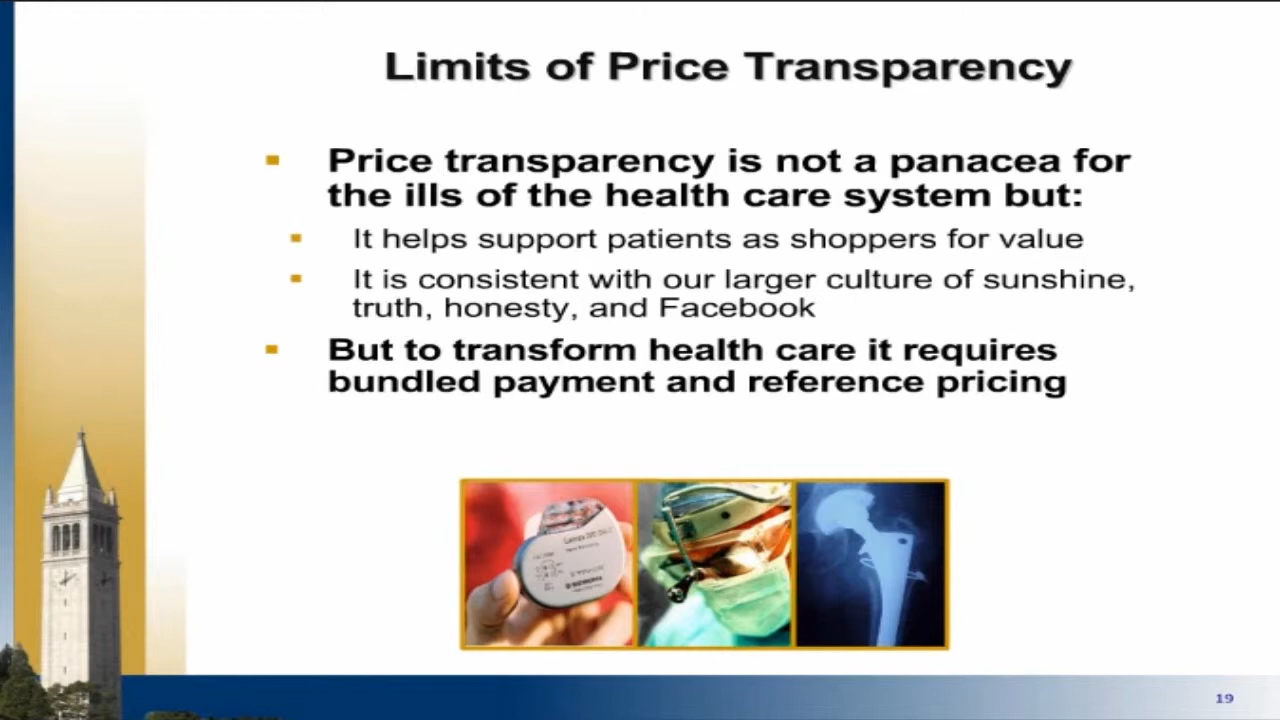 Limits of Price Transparency
Price transparency is not a panacea for
the ills of the health care system but:
It helps support patients as shoppers for value
It is consistent with our larger culture of sunshine,
truth, honesty, and Facebook
But to transform health care it requires
bundled payment and reference pricing
19